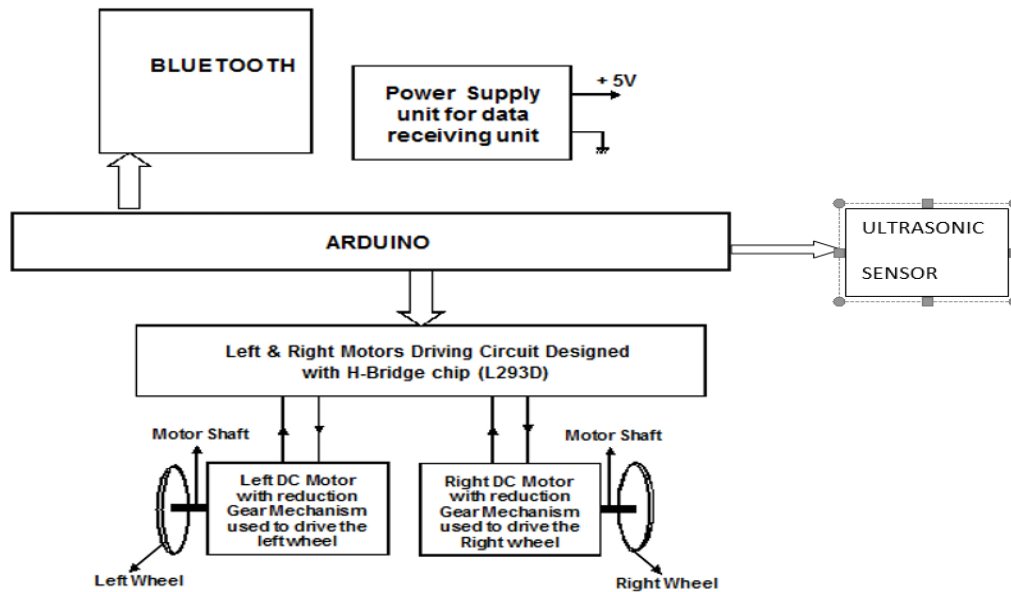 BLUETOOTH
Power Supply
unit for data
receiving unit
+ 5V
ARDUINO
ULTRASONIC
SENSOR
Left & Right Motors Driving Circuit Designed
with H-Bridge chip (L293D)
Motor Shaft
Left DC Motor
with reduction
Gear Mechanism
used to drive the
left wheel
Left Wheel
Motor Shaft
Right DC Motor
with reduction
Gear Mechanism
used to drive the
Right wheel
Right Wheel